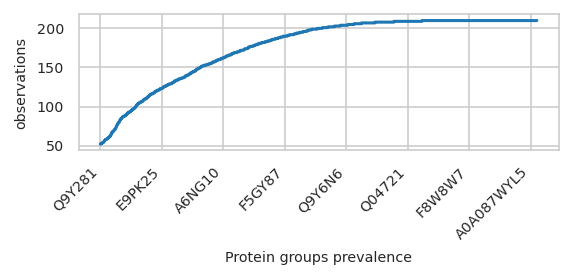 observations
200
150
100
50
Q9Y281
E9PK25
A6NG10
F5GY87
Q9Y6N6
Q04721
F8W8W7
A0A087WYL5
Protein groups prevalence